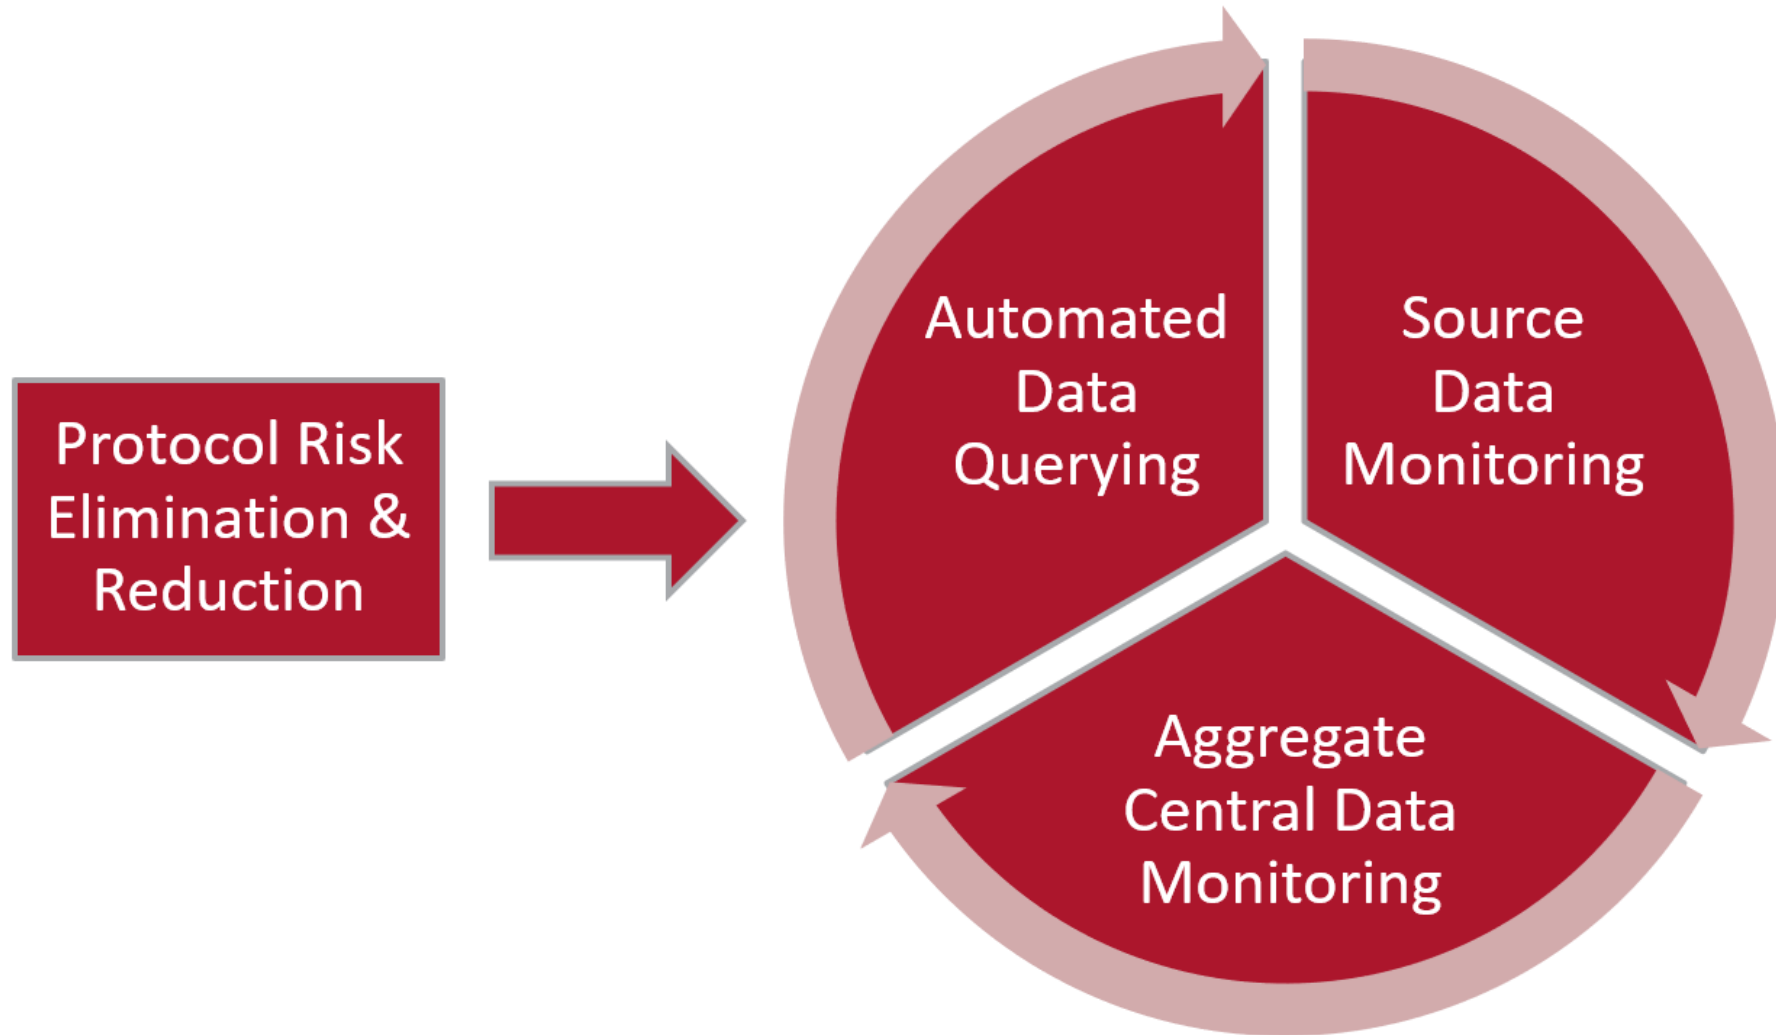 Protocol Risk
Elimination &
Reduction
Automated
Data
Querying
Source
Data
Monitoring
Aggregate
Central Data
Monitoring